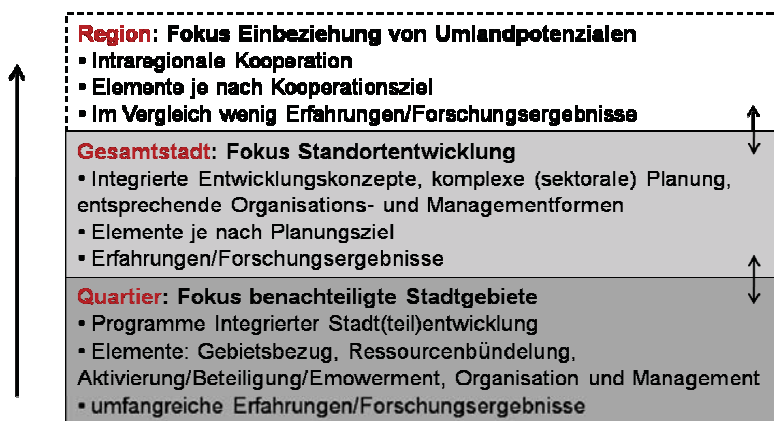 Region: Fokus Einbeziehung von Umlandpotenzialen
▪ Intraregionale Kooperation
▪ Elemente je nach Kooperationsziel
▪ Im Vergleich wenig Erfahrungen/Forschungsergebnisse
Gesamtstadt: Fokus Standortentwicklung
▪ Integrierte Entwicklungskonzepte, komplexe (sektorale) Planung,
entsprechende Organisations- und Managementformen
▪ Elemente je nach Planungsziel
▪ Erfahrungen/Forschungsergebnisse
Quartier: Fokus benachteiligte Stadtgebiete
▪ Programme Integrierter Stadt(teil)entwicklung
▪ Elemente: Gebietsbezug, Ressourcenbündelung,
Aktivierung/Beteiligung/Emowerment, Organisation und Management
▪ umfangreiche Erfahrungen/Forschungsergebnisse